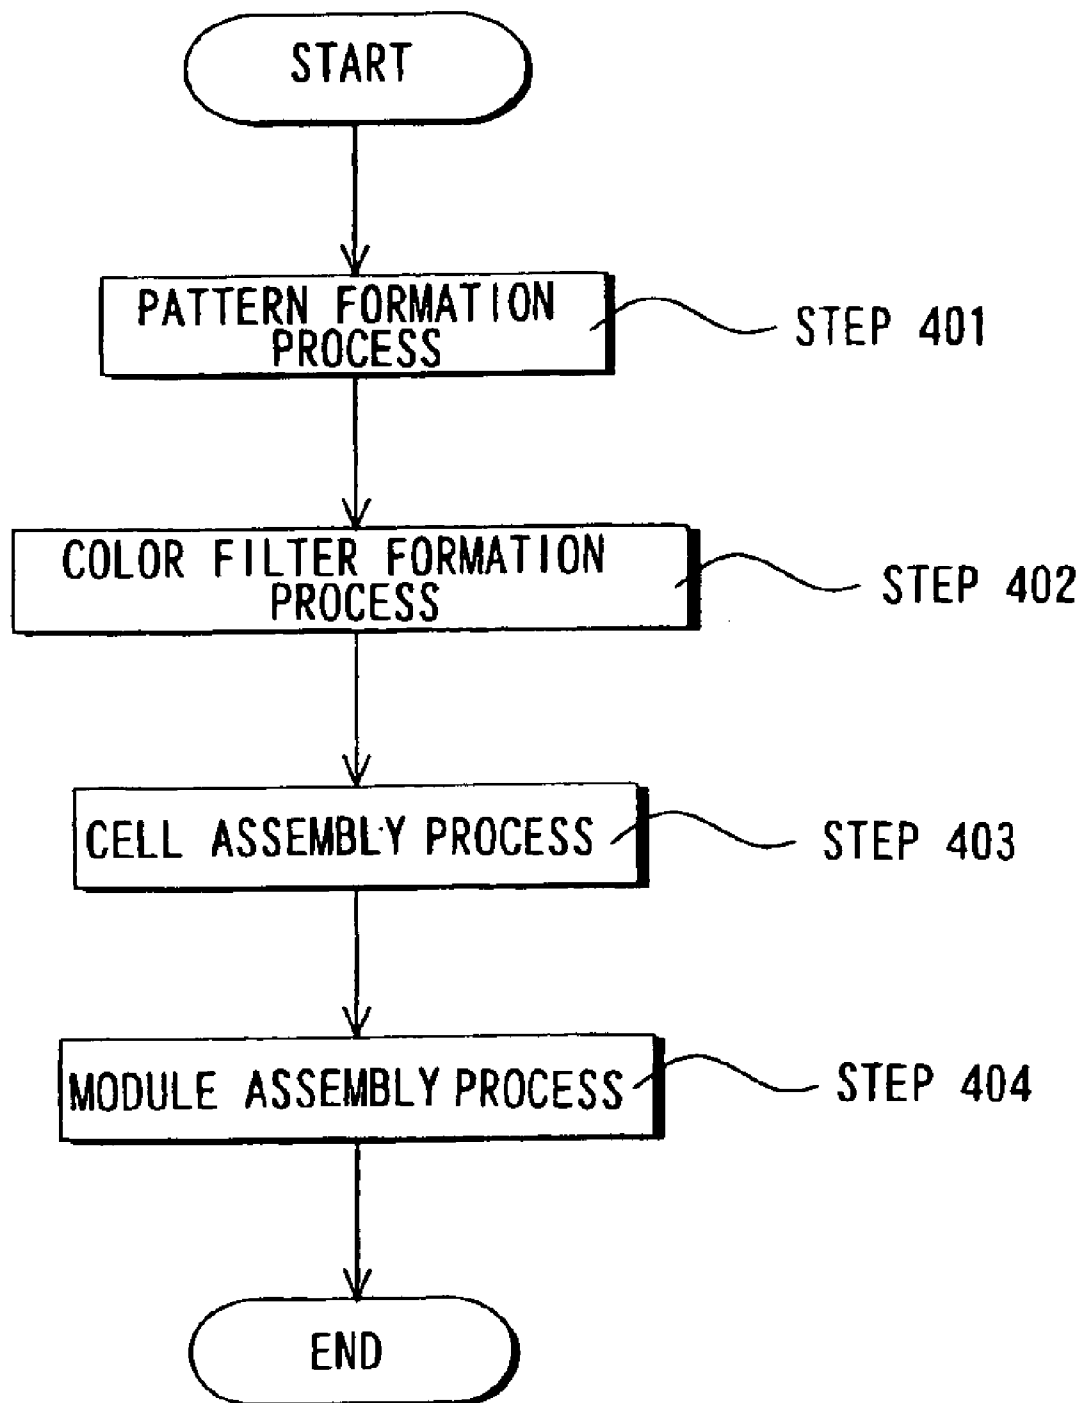 START
PATTERN FORMATION
PROCESS
STEP 401
COLOR FILTER FORMATION
PROCESS
STEP 402
CELL ASSEMBLY PROCESS
STEP 403
MODULE ASSEMBLY PROCESS
STEP 404
END